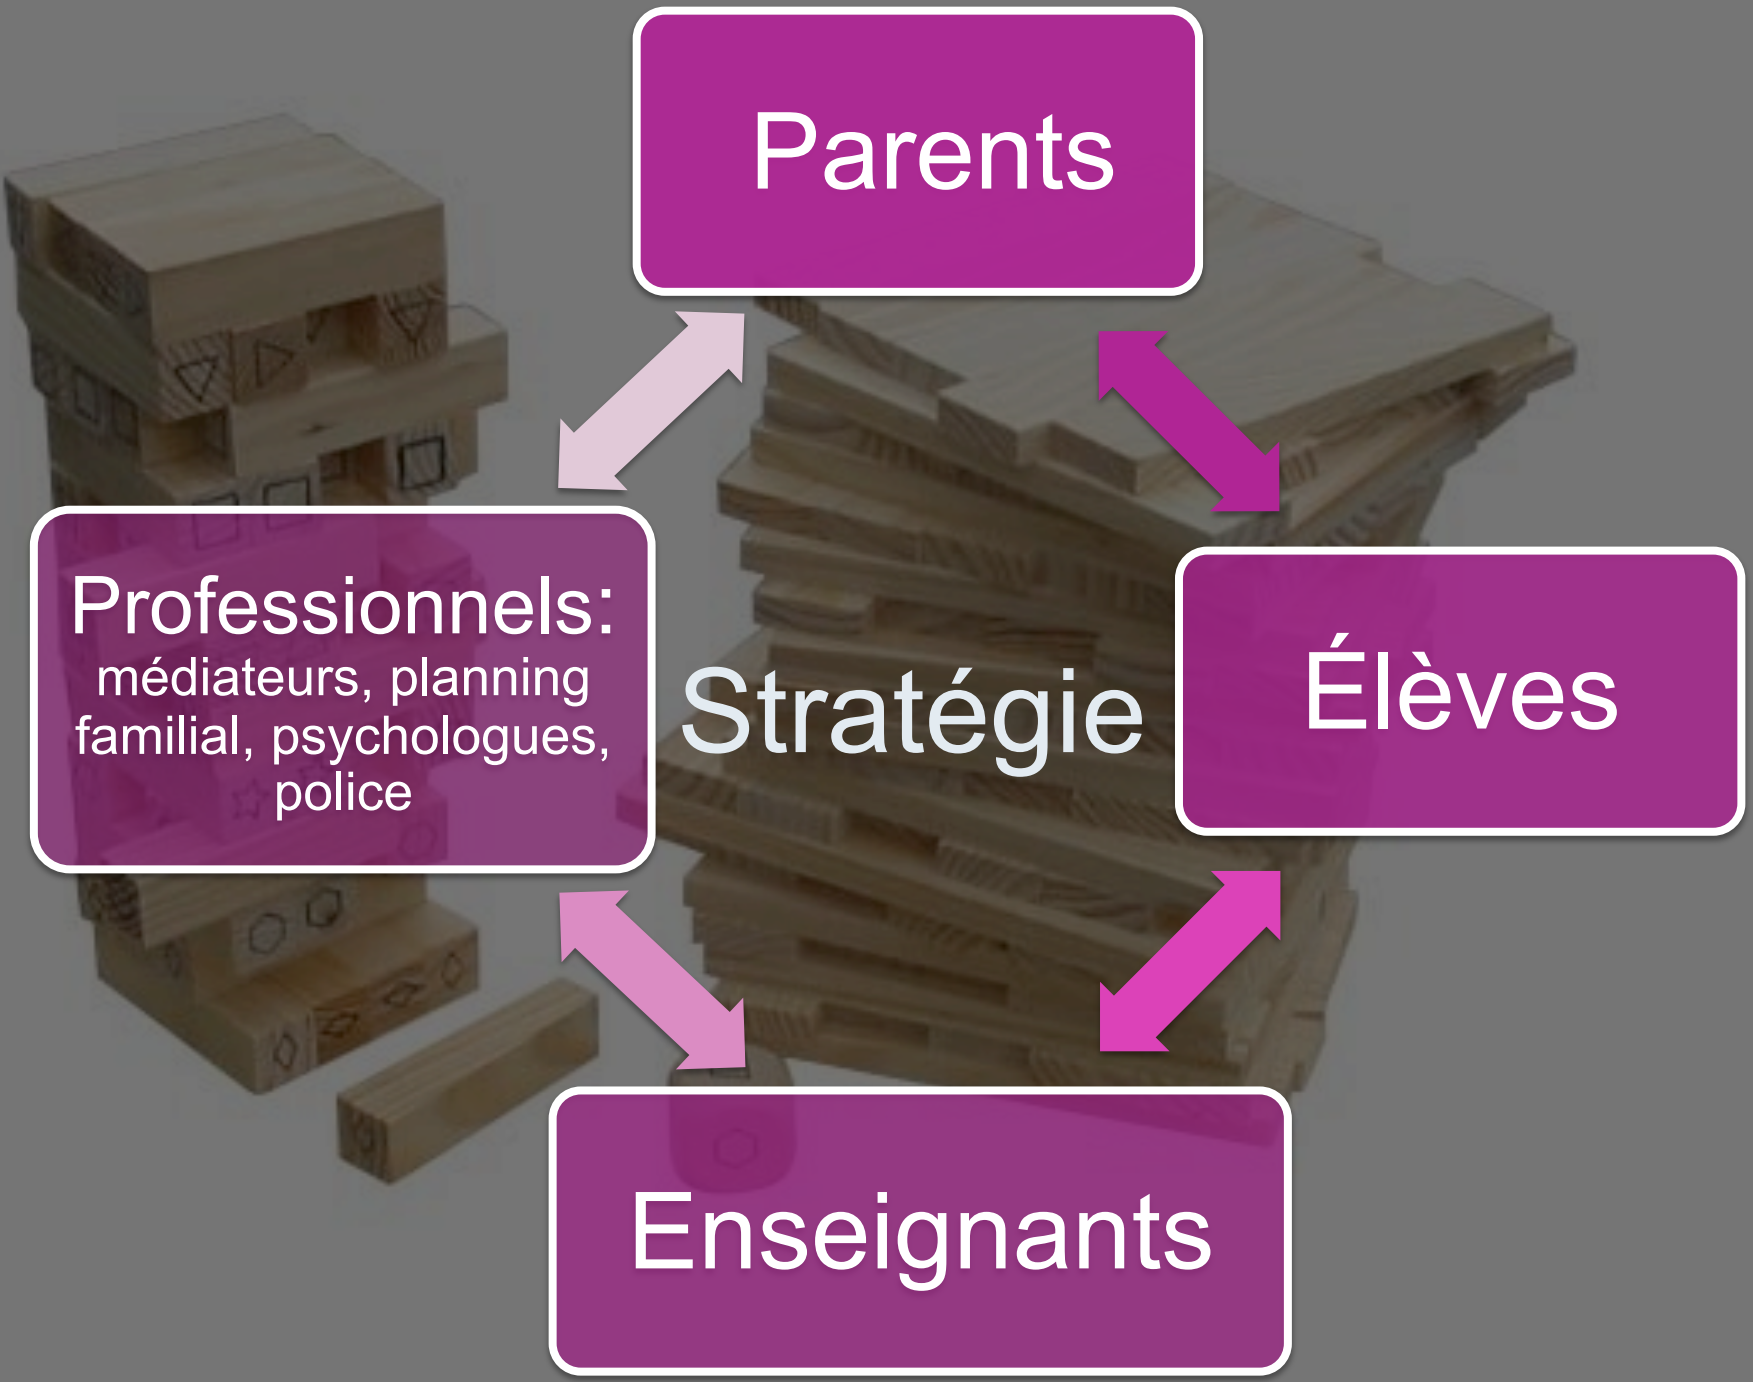 Parents
Professionnels:
médiateurs, planning
familial, psychologues,
police
Stratégie
Élèves
Enseignants